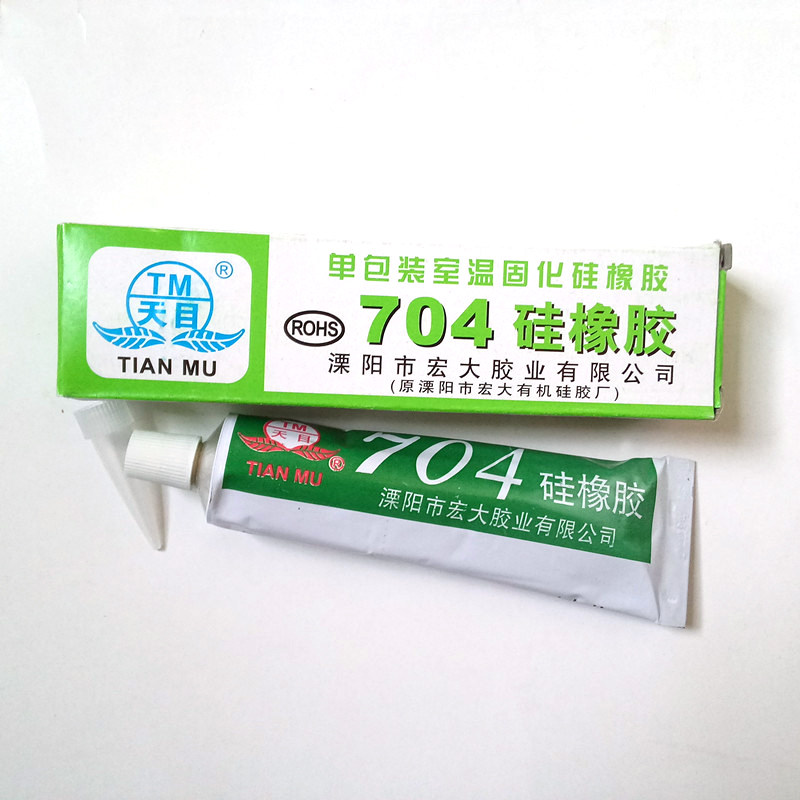 TM
天目
®
TIAN MU
单包装室温固化硅橡胶
ROHS
704 硅橡胶
溧阳市宏大胶业有限公司
(原溧阳市宏大有机硅胶厂)
TM
天目
TIAN MU ®
704 硅橡胶
溧阳市宏大胶业有限公司